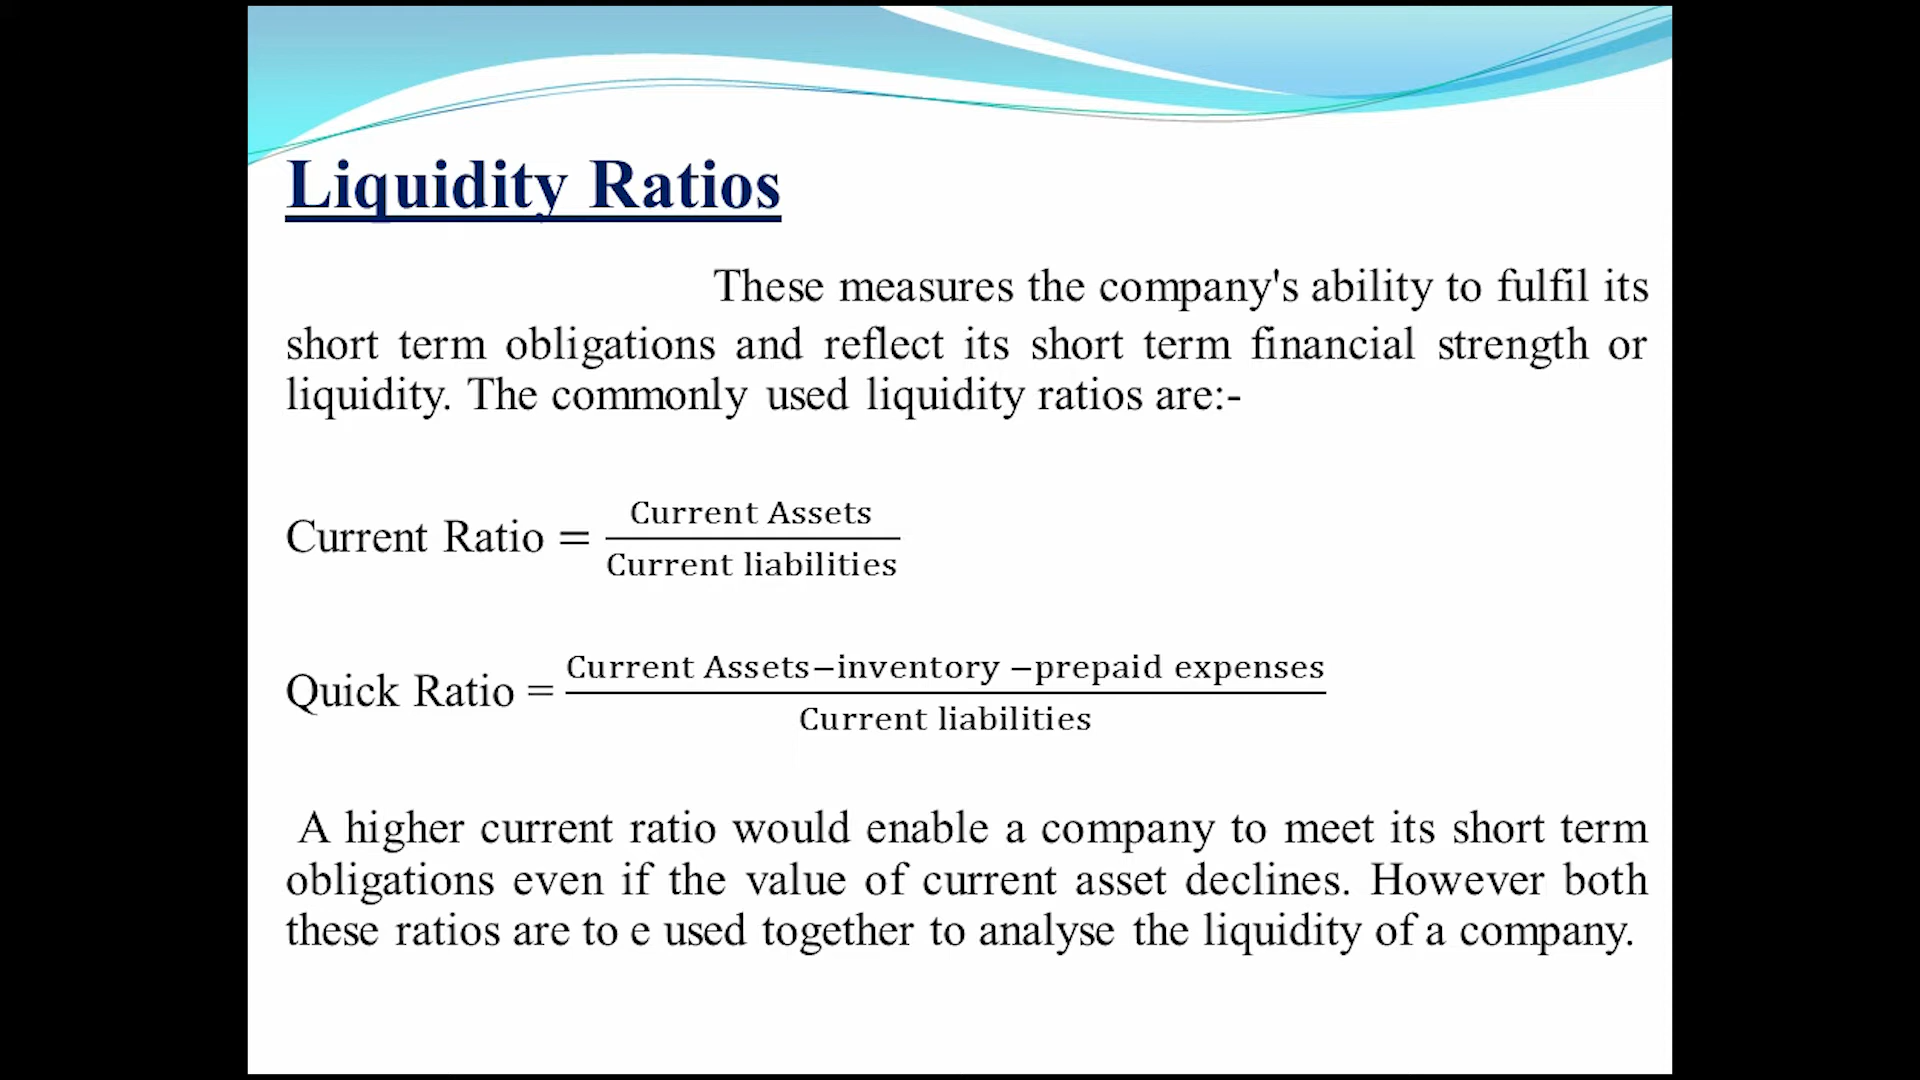 Liquidity Ratios
These measures the company's ability to fulfil its
short term obligations and reflect its short term financial strength or
liquidity. The commonly used liquidity ratios are:-
Current Ratio = Current Assets
Current liabilities
Quick Ratio = Current Assets−inventory −prepaid expenses
Current liabilities
A higher current ratio would enable a company to meet its short term
obligations even if the value of current asset declines. However both
these ratios are to e used together to analyse the liquidity of a company.